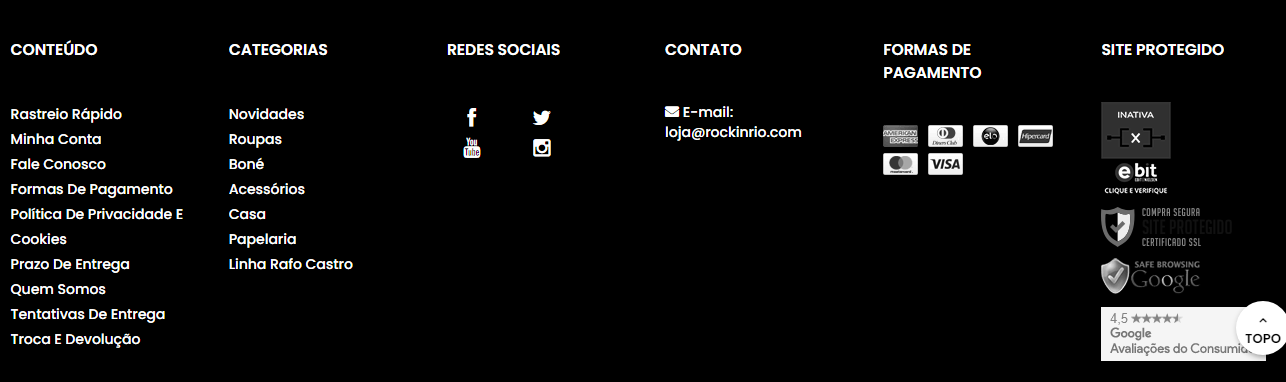 CONTEÚDO
Rastreio Rápido
Minha Conta
Fale Conosco
Formas De Pagamento
Política De Privacidade E
Cookies
Prazo De Entrega
Quem Somos
Tentativas De Entrega
Troca E Devolução
CATEGORIAS
Novidades
Roupas
Boné
Acessórios
Casa
Papelaria
Linha Rafo Castro
REDES SOCIAIS
You
Tube
CONTATO
E-mail:
loja@rockinrio.com
FORMAS DE
PAGAMENTO
AMERICAN
EXPRESS
Diners Club
elo
Hipercard
mastercard
VISA
SITE PROTEGIDO
INATIVA
X
e bit
CLIQUE E VERIFIQUE
COMPRA SEGURA
SITE PROTEGIDO
CERTIFICADO SSL
SAFE BROWSING
Google
4,5
Google
Avaliações do Consumid
TOPO